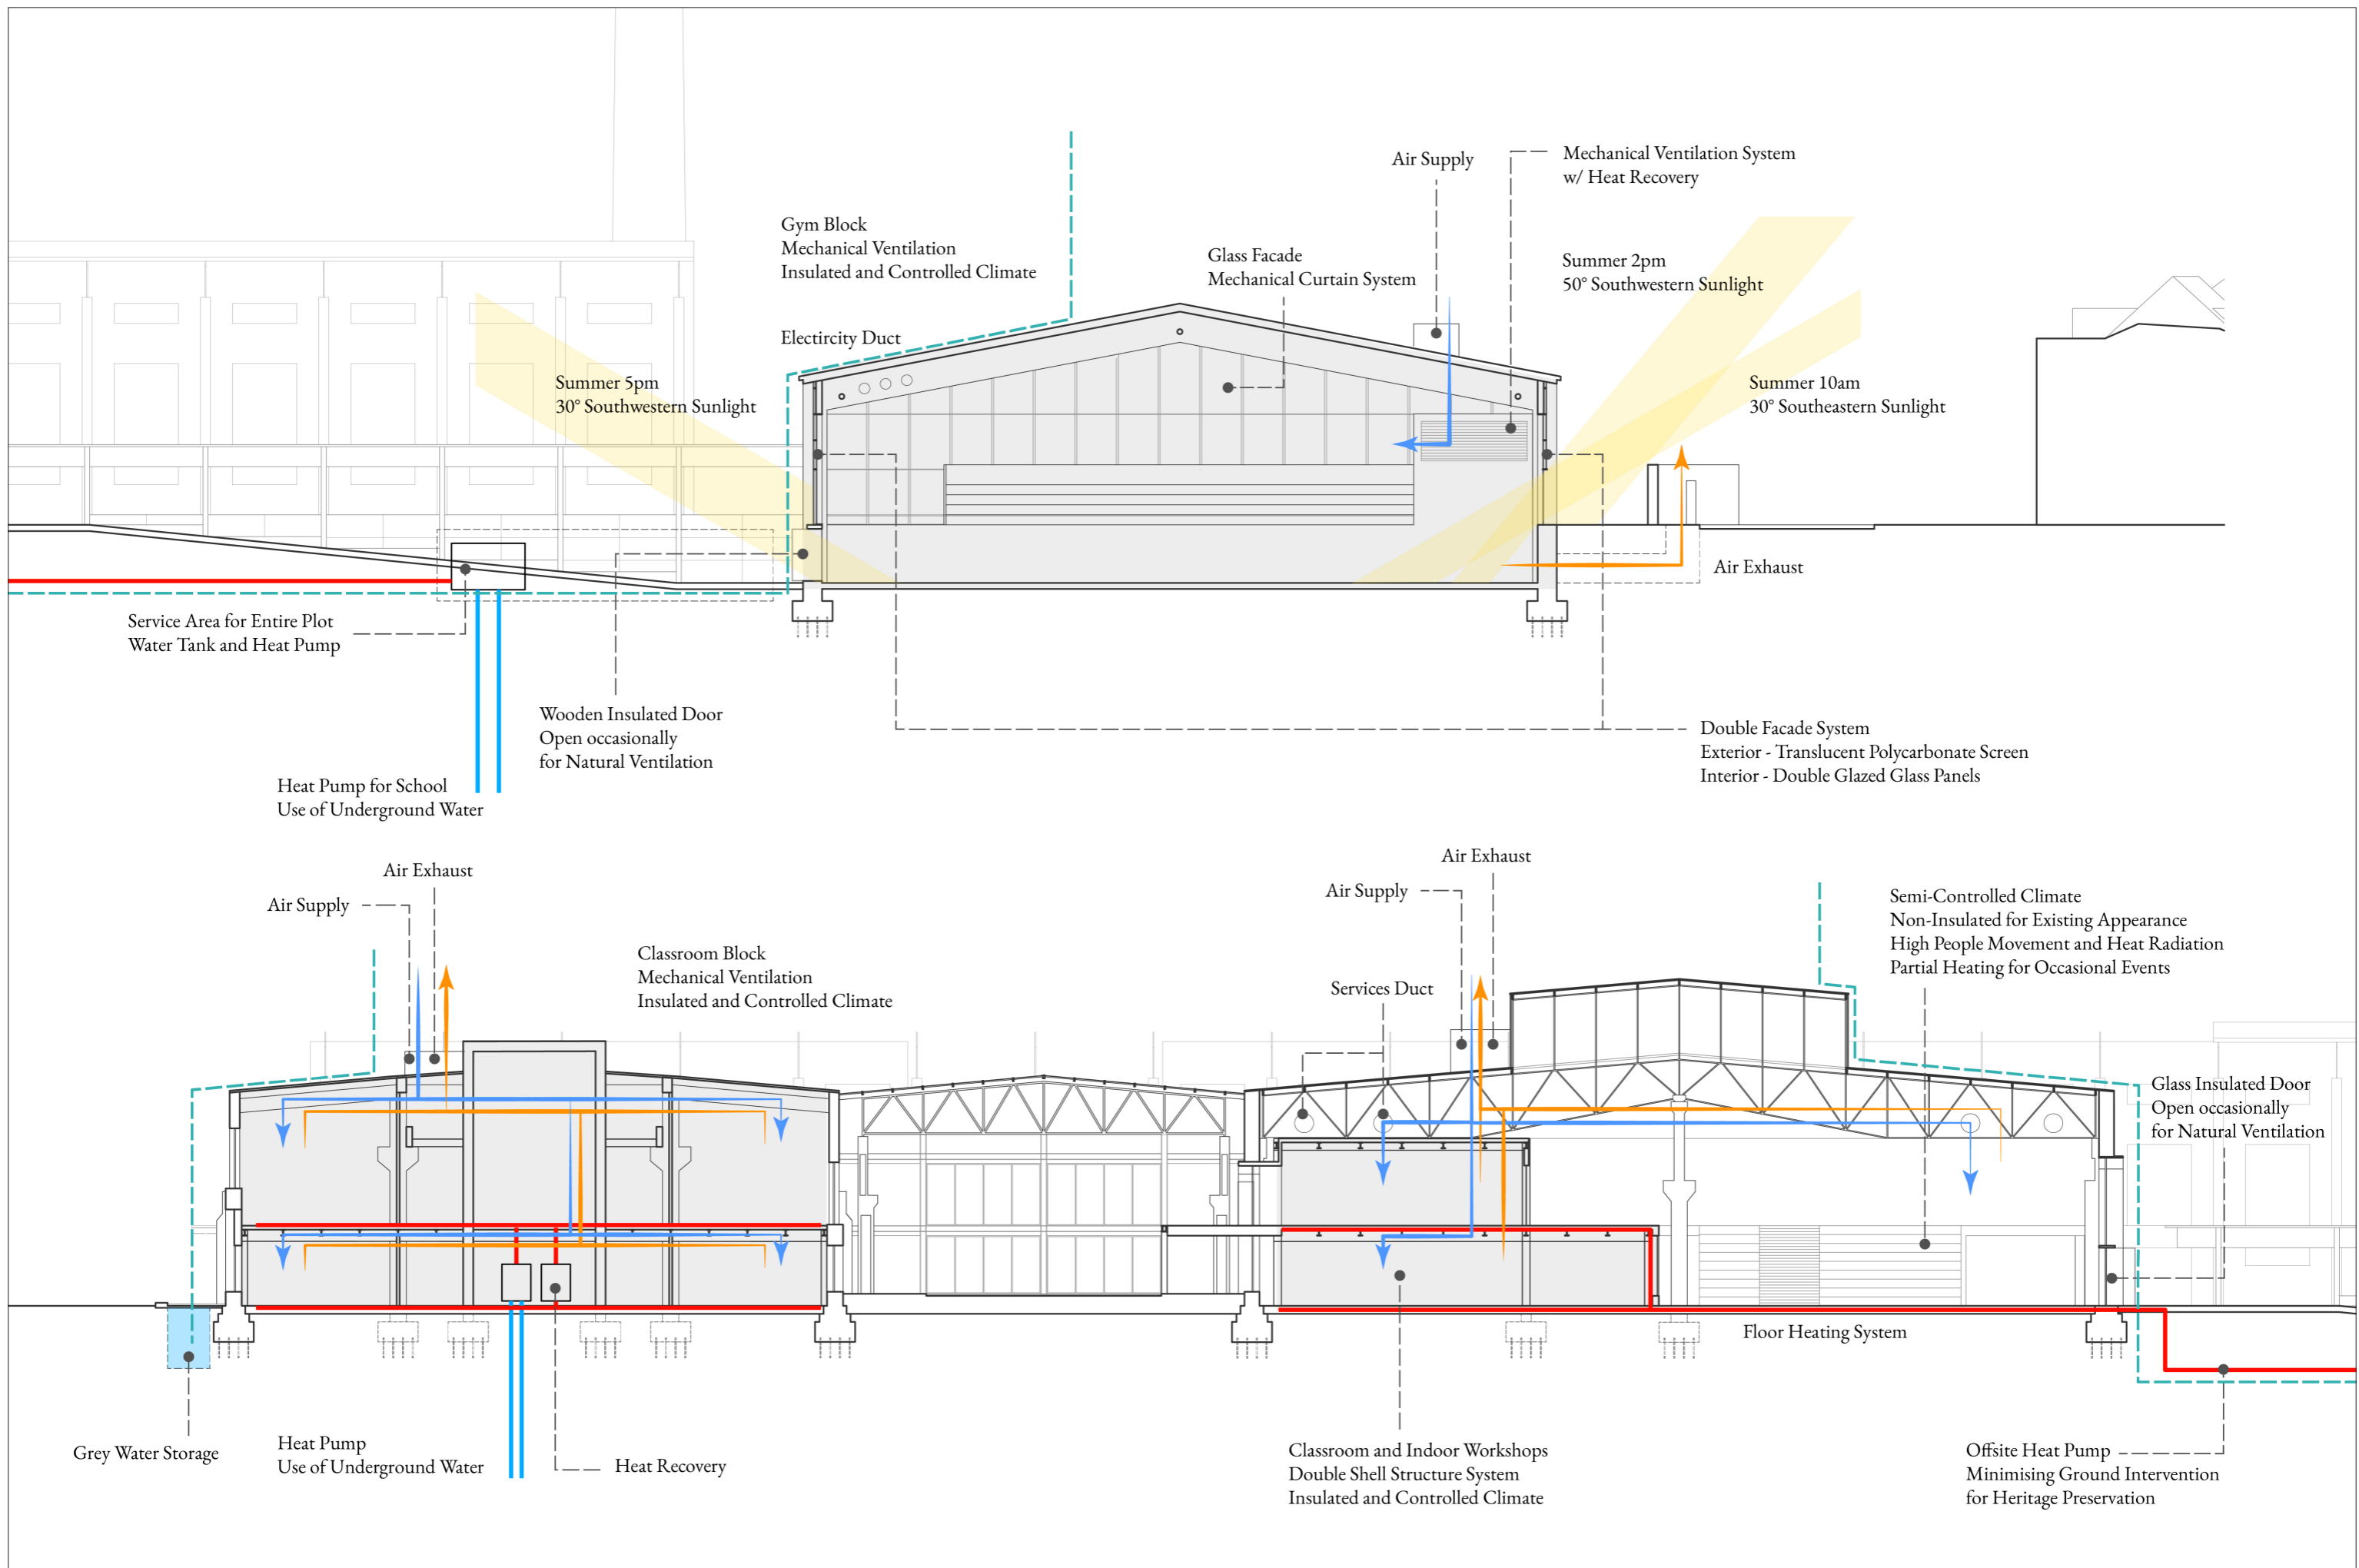 Air Supply
Mechanical Ventilation System
w/ Heat Recovery
Gym Block
Mechanical Ventilation
Insulated and Controlled Climate
Glass Facade
Mechanical Curtain System
Summer 2pm
50° Southwestern Sunlight
Electircity Duct
Summer 5pm
30° Southwestern Sunlight
Summer 10am
30° Southeastern Sunlight
Air Exhaust
Service Area for Entire Plot
Water Tank and Heat Pump
Wooden Insulated Door
Open occasionally
for Natural Ventilation
Double Facade System
Exterior - Translucent Polycarbonate Screen
Interior - Double Glazed Glass Panels
Heat Pump for School
Use of Underground Water
Air Exhaust
Air Supply
Classroom Block
Mechanical Ventilation
Insulated and Controlled Climate
Air Exhaust
Air Supply
Services Duct
Semi-Controlled Climate
Non-Insulated for Existing Appearance
High People Movement and Heat Radiation
Partial Heating for Occasional Events
Glass Insulated Door
Open occasionally
for Natural Ventilation
Floor Heating System
Grey Water Storage
Heat Pump
Use of Underground Water
Heat Recovery
Classroom and Indoor Workshops
Double Shell Structure System
Insulated and Controlled Climate
Offsite Heat Pump
Minimising Ground Intervention
for Heritage Preservation